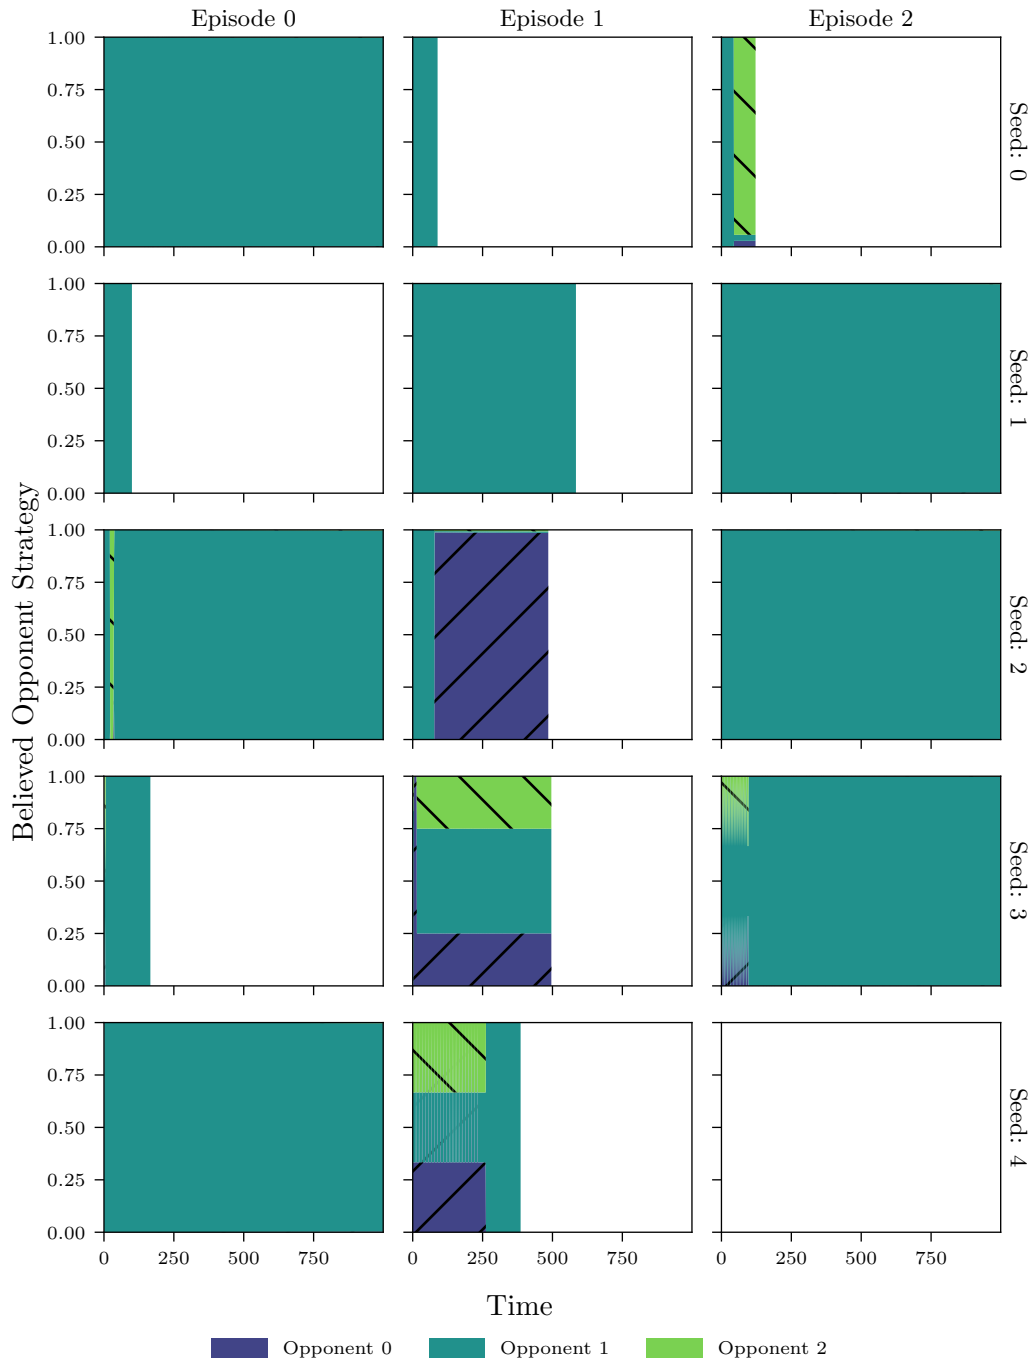 Episode 0
Episode 1
Episode 2
1.00
0.75
0.50
0.25
0.00
Seed: 0
1.00
0.75
0.50
0.25
0.00
Seed: 1
Believed Opponent Strategy
1.00
0.75
0.50
0.25
0.00
Seed: 2
1.00
0.75
0.50
0.25
0.00
Seed: 3
1.00
0.75
0.50
0.25
0.00
Seed: 4
0 250 500 750
0 250 500 750
0 250 500 750
Time
Opponent 0
Opponent 1
Opponent 2